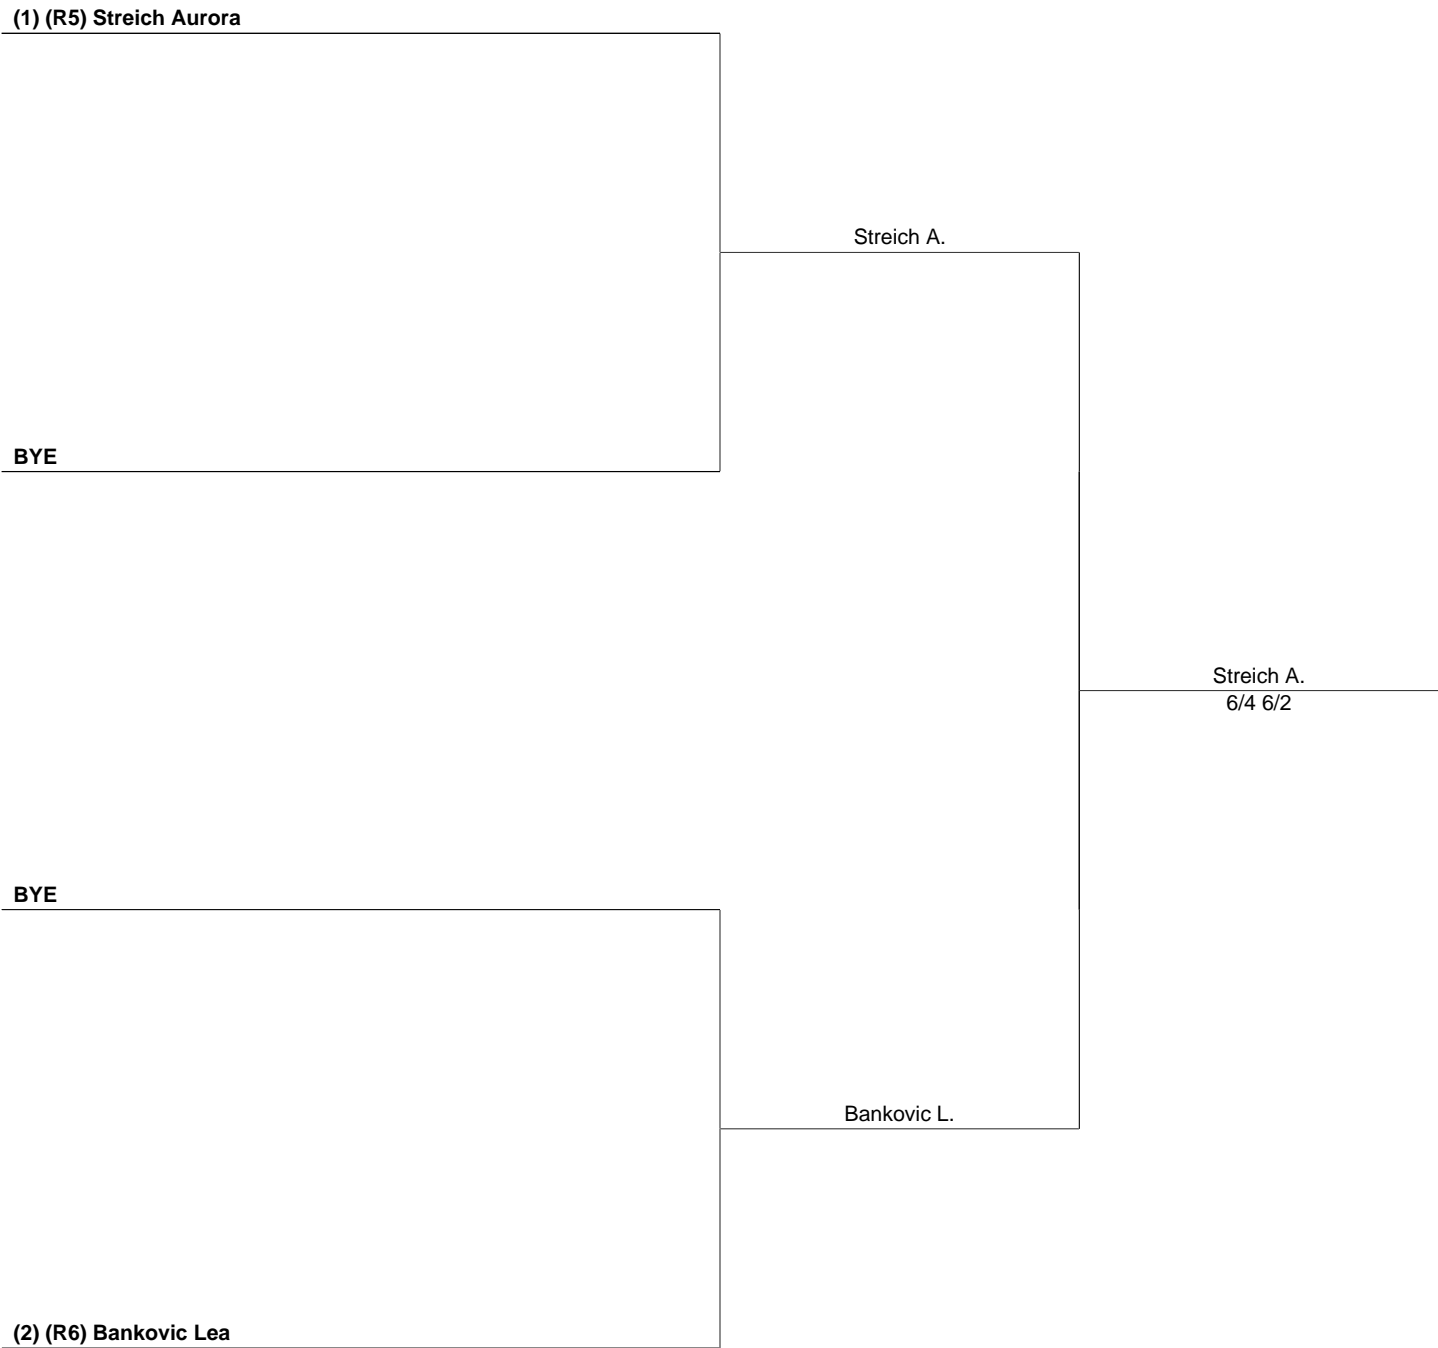 (1) (R5) Streich Aurora
Streich A.
BYE
Streich A.
6/4 6/2
BYE
Bankovic L.
(2) (R6) Bankovic Lea